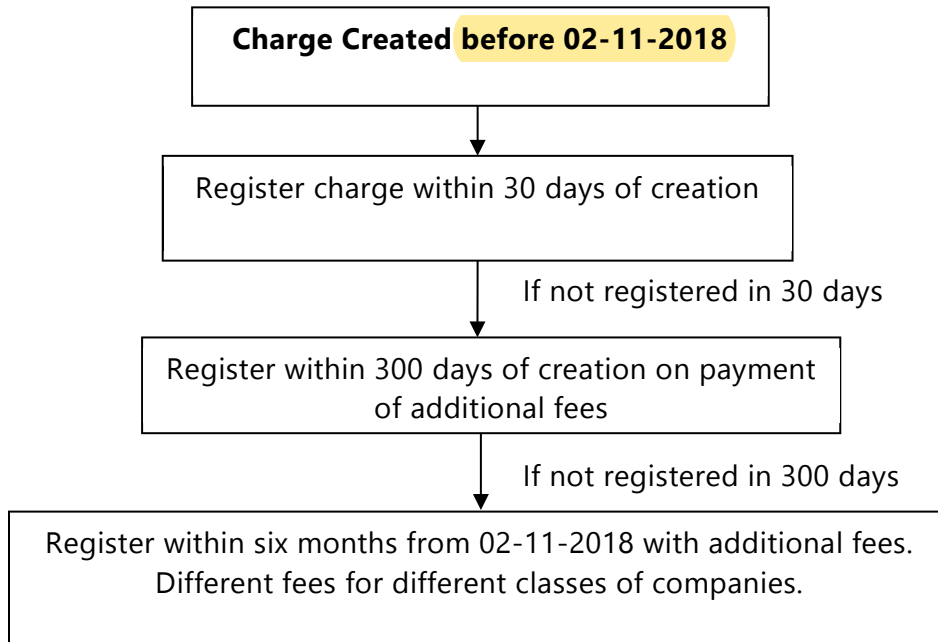 Charge Created before 02-11-2018
Register charge within 30 days of creation
If not registered in 30 days
Register within 300 days of creation on payment
of additional fees
If not registered in 300 days
Register within six months from 02-11-2018 with additional fees.
Different fees for different classes of companies.